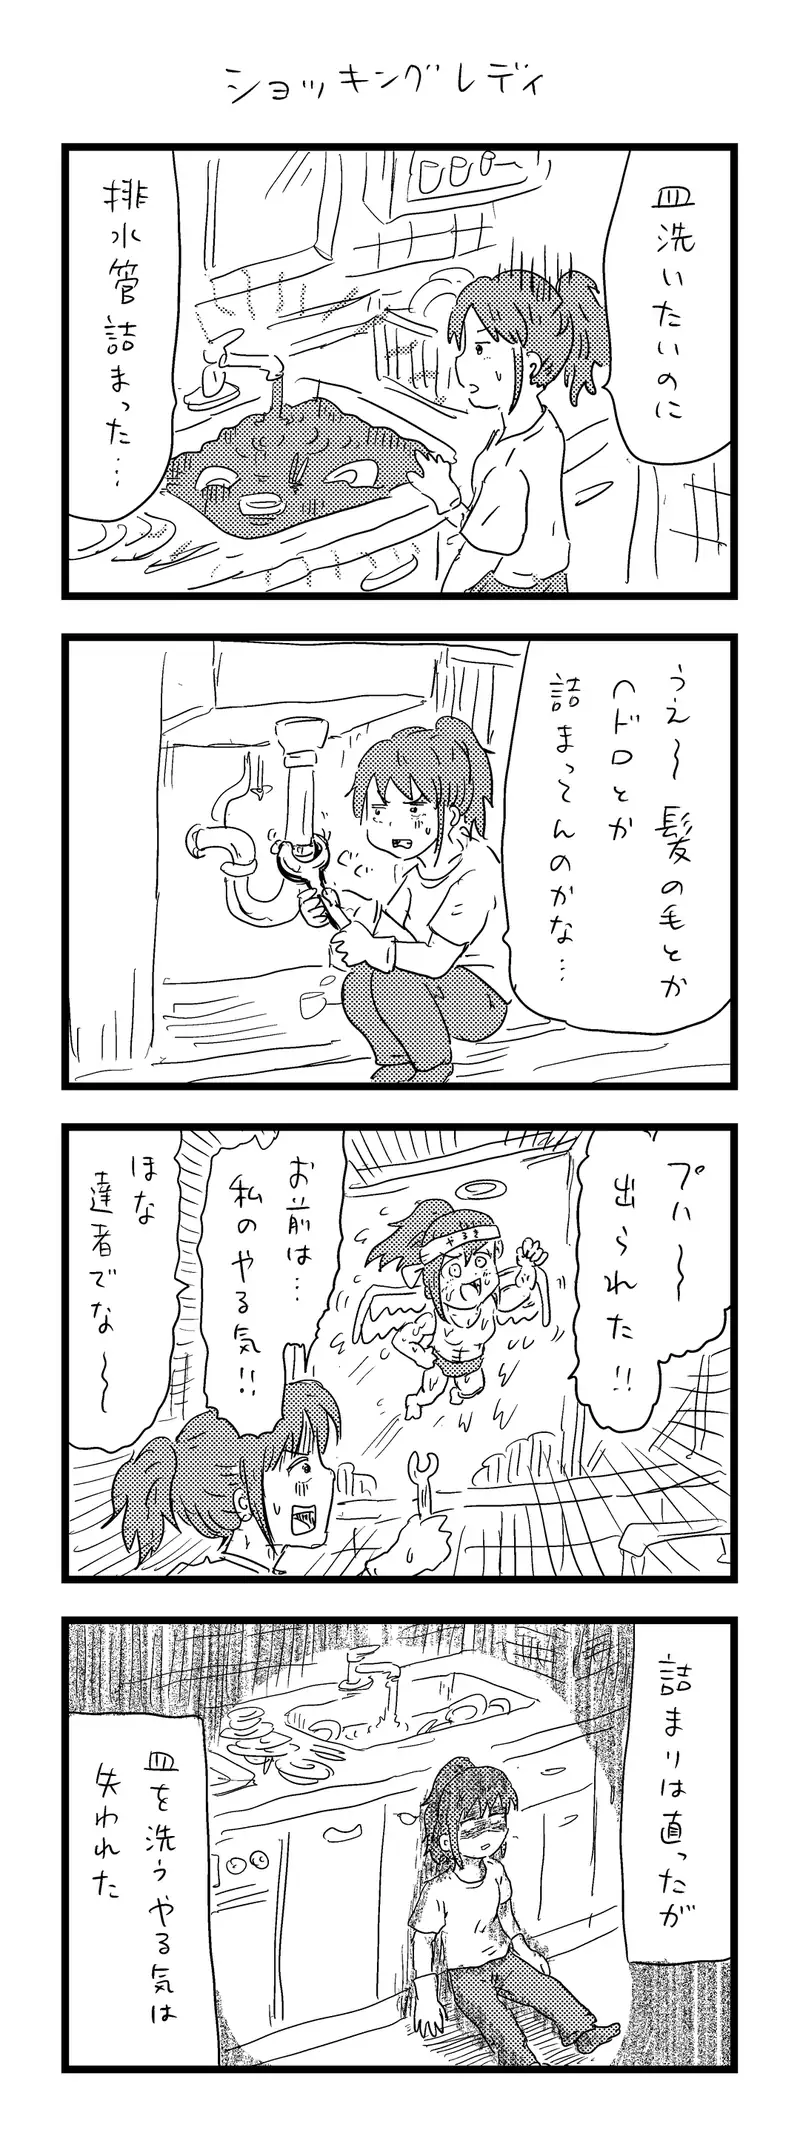 ショッキングレディ
皿洗いたいのに
排水管詰まった…
うえ〜髪の毛とか
ヘドロとか
詰まってんのかな…
プハ〜
出られた!!
やるき
お前は…
私のやる気!!
ほな
達者でな〜
詰まりは直ったが
皿を洗うやる気は
失われた